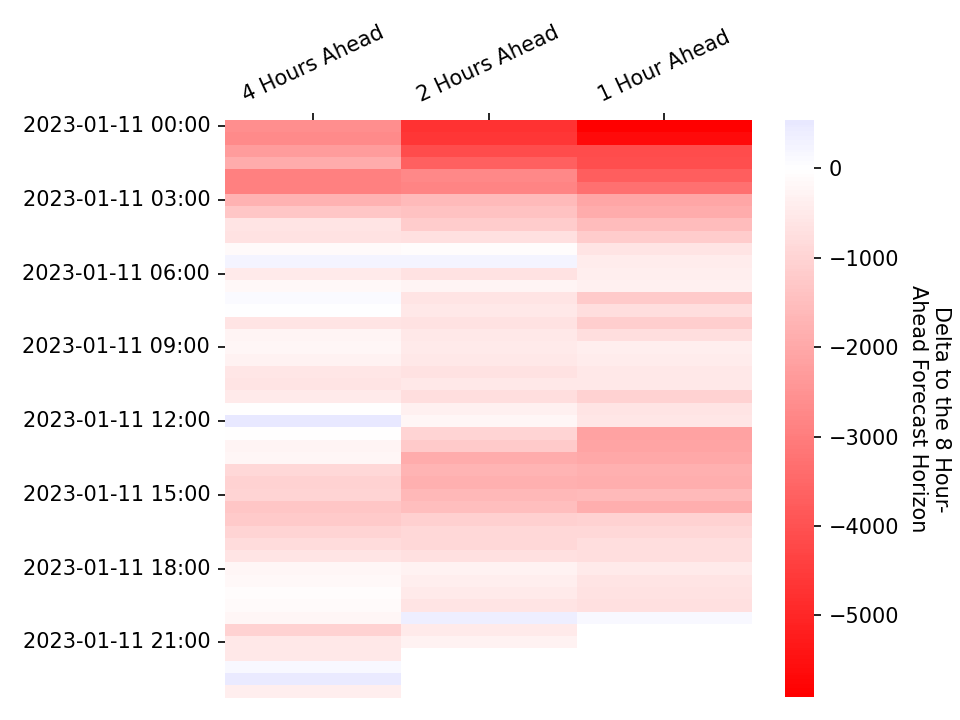 4 Hours Ahead
2 Hours Ahead
1 Hour Ahead
2023-01-11 00:00
2023-01-11 03:00
2023-01-11 06:00
2023-01-11 09:00
2023-01-11 12:00
2023-01-11 15:00
2023-01-11 18:00
2023-01-11 21:00
0
−1000
−2000
−3000
−4000
−5000
Delta to the 8 Hour-
Ahead Forecast Horizon